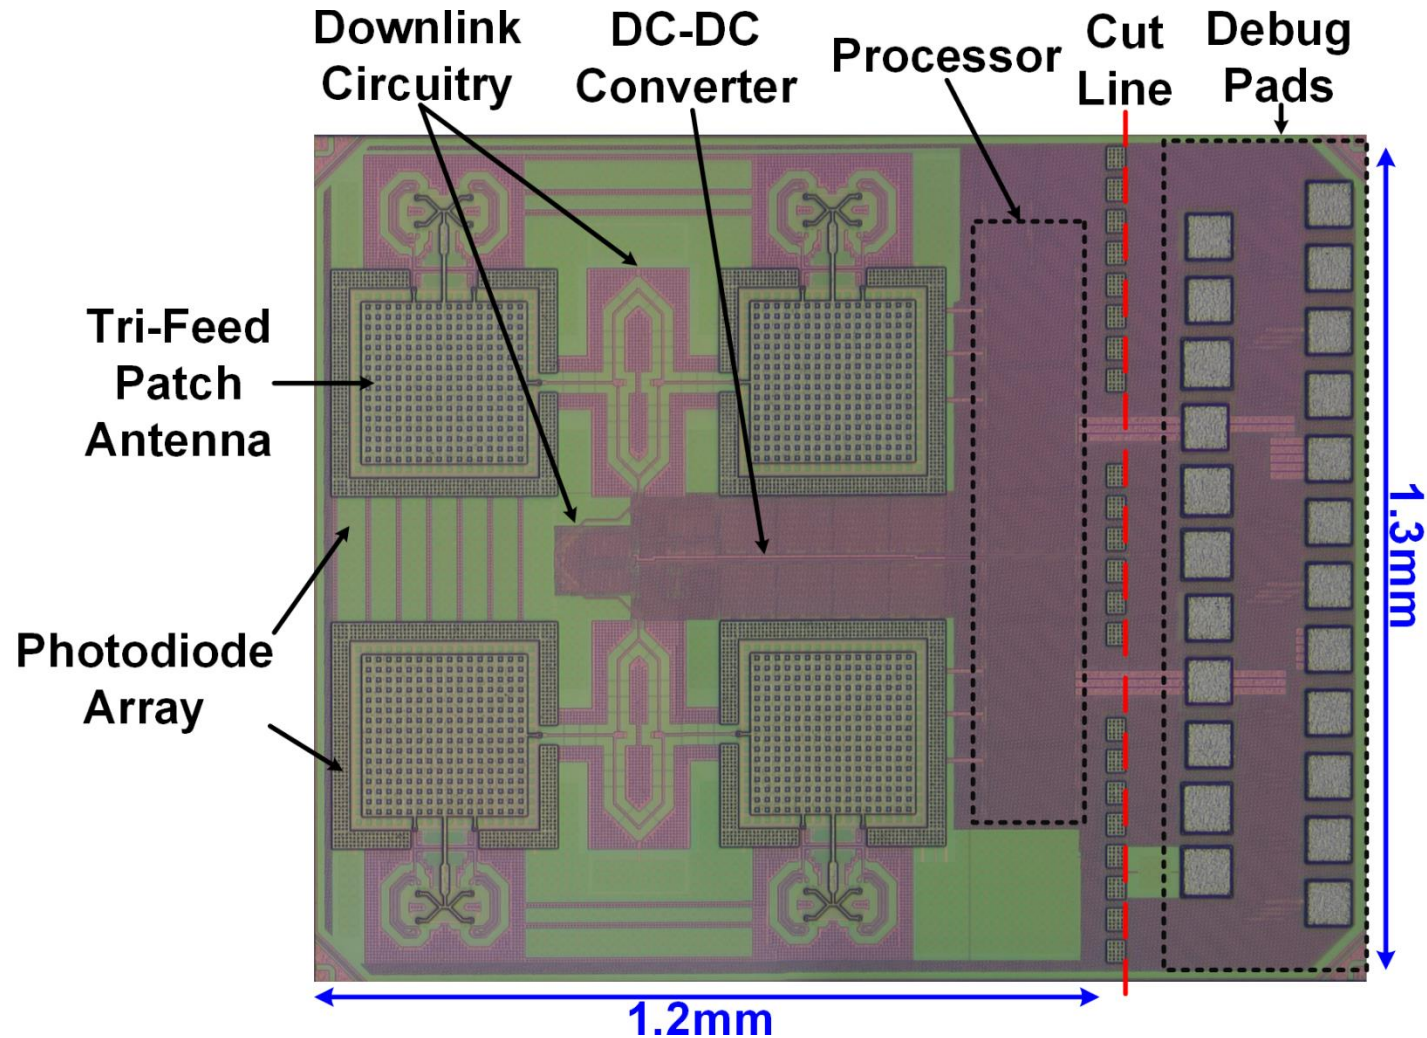 Downlink
Circuitry
DC-DC
Converter
Processor
Cut
Line
Debug
Pads
Tri-Feed
Patch
Antenna
Photodiode
Array
1.3mm
1.2mm